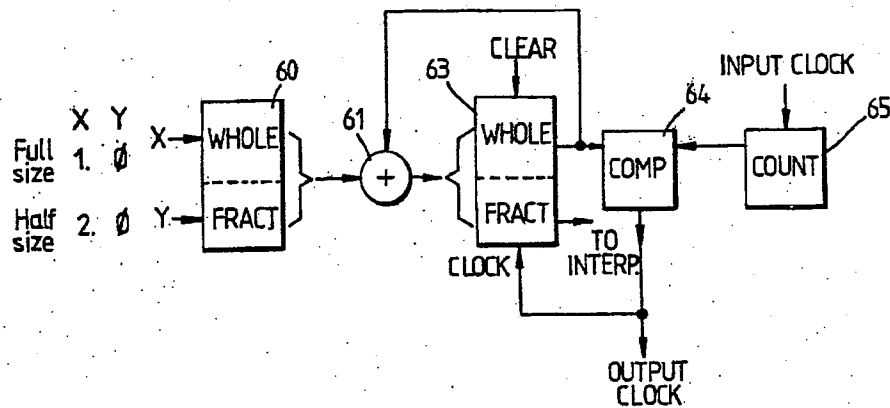 60
X Y
Full size 1. Ø
Half size 2. Ø
X
Y
WHOLE
FRACT
61
+
63
CLEAR
WHOLE
FRACT
CLOCK
TO INTERP.
64
COMP
INPUT CLOCK
65
COUNT
OUTPUT CLOCK